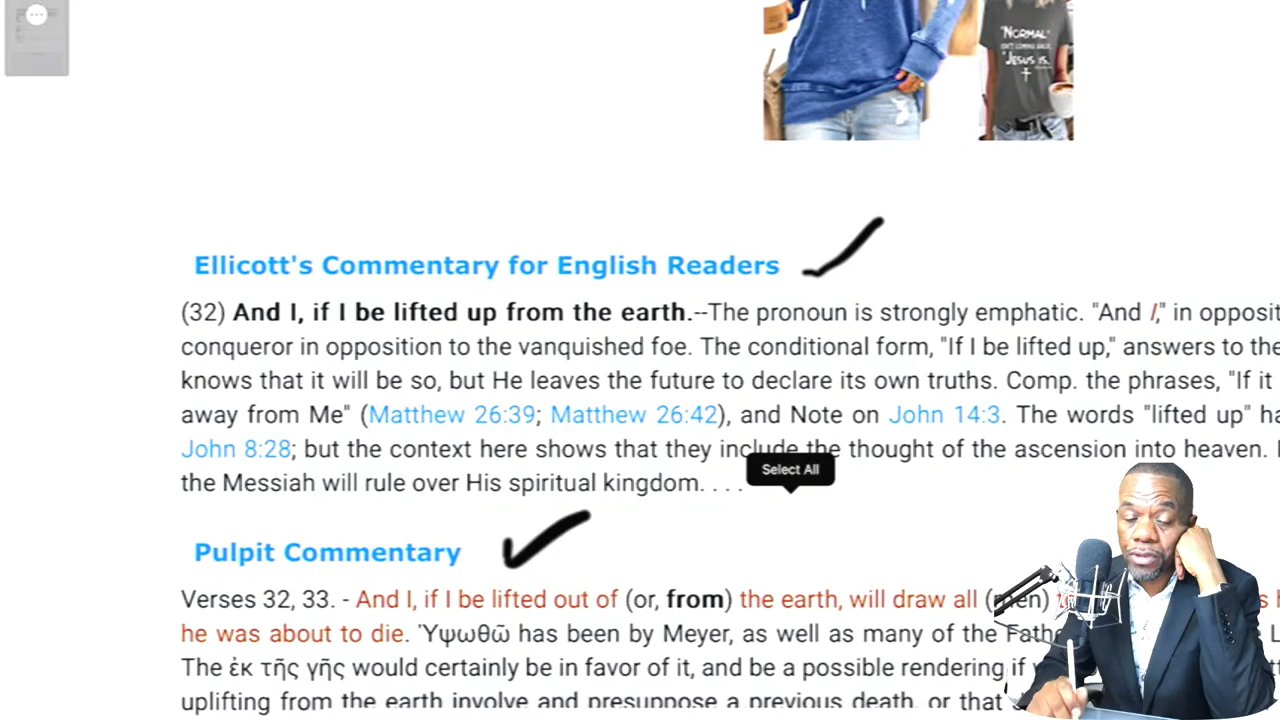 "NORMAL"
ISN'T COMING BACK,
"JESUS IS.
Ellicott's Commentary for English Readers
(32) And I, if I be lifted up from the earth.--The pronoun is strongly emphatic. "And I," in opposit
conqueror in opposition to the vanquished foe. The conditional form, "If I be lifted up," answers to the
knows that it will be so, but He leaves the future to declare its own truths. Comp. the phrases, "If it
away from Me" (Matthew 26:39; Matthew 26:42), and Note on John 14:3. The words "lifted up" ha
John 8:28; but the context here shows that they include the thought of the ascension into heaven.
Select All
the Messiah will rule over His spiritual kingdom. . . .
Pulpit Commentary
Verses 32, 33. - And I, if I be lifted out of (or, from) the earth, will draw all (men)
he was about to die. Ὑψωθῶ has been by Meyer, as well as many of the Fathe
The ἐκ τῆς γῆς would certainly be in favor of it, and be a possible rendering if
uplifting from the earth involve and presuppose a previous death, or that